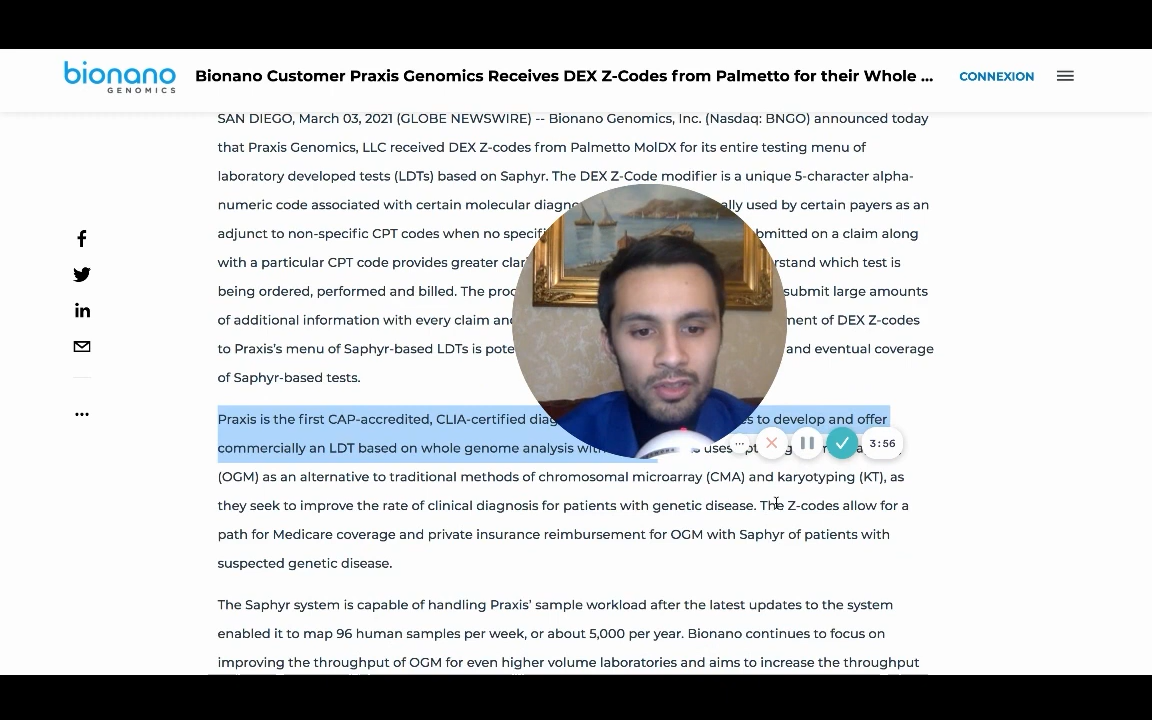 bionano
GENOMICS
Bionano Customer Praxis Genomics Receives DEX Z-Codes from Palmetto for their Whole ...
CONNEXION
SAN DIEGO, March 03, 2021 (GLOBE NEWSWIRE) -- Bionano Genomics, Inc. (Nasdaq: BNGO) announced today
that Praxis Genomics, LLC received DEX Z-codes from Palmetto MolDX for its entire testing menu of
laboratory developed tests (LDTs) based on Saphyr. The DEX Z-Code modifier is a unique 5-character alpha-
numeric code associated with certain molecular used by certain payers as an
adjunct to non-specific CPT codes when no on a claim along
with a particular CPT code provides greater which test is
being ordered, performed and billed. The submit large amounts
of additional information with every claim of DEX Z-codes
to Praxis's menu of Saphyr-based LDTs is and eventual coverage
of Saphyr-based tests.
Praxis is the first CAP-accredited, CLIA-certified to develop and offer
commercially an LDT based on whole genome analysis uses
(OGM) as an alternative to traditional methods of chromosomal microarray (CMA) and karyotyping (KT), as
they seek to improve the rate of clinical diagnosis for patients with genetic disease. The Z-codes allow for a
path for Medicare coverage and private insurance reimbursement for OGM with Saphyr of patients with
suspected genetic disease.
3:56
The Saphyr system is capable of handling Praxis' sample workload after the latest updates to the system
enabled it to map 96 human samples per week, or about 5,000 per year. Bionano continues to focus on
improving the throughput of OGM for even higher volume laboratories and aims to increase the throughput